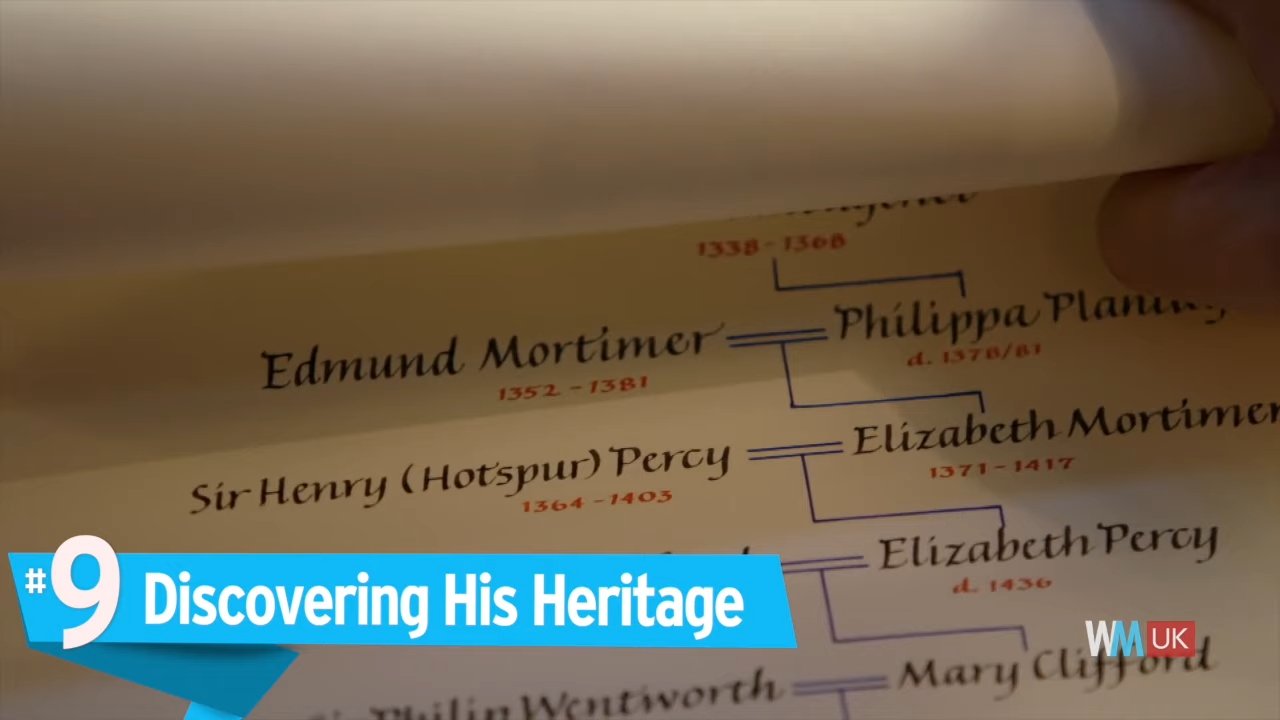 1338-1368
Edmund Mortimer
Philippa
1352 - 1381
d. 1378/81
Sir Henry (Hotspur) Percy
Elizabeth Mortimer
1364 - 1403
1371-1417
Elizabeth Percy
d. 1436
Philip Wentworth
Mary Clifford
#9 Discovering His Heritage
WM UK